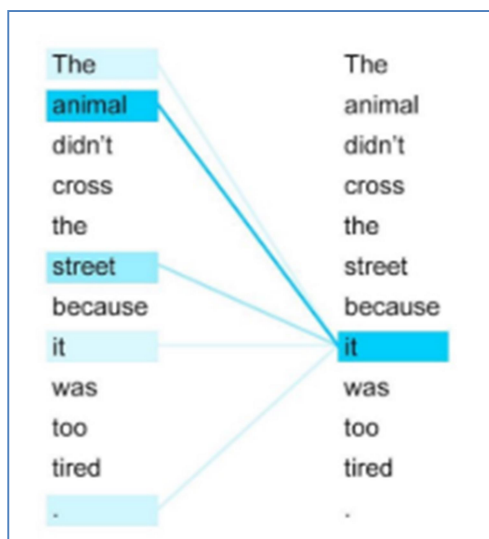 The The
animal animal
didn't didn't
cross cross
the the
street street
because because
it it
was was
too too
tired tired
. .